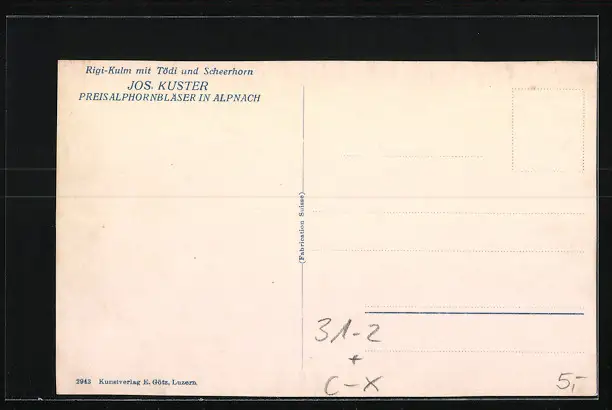 Rigi-Kulm mit Tödi und Scheerhorn
JOS. KUSTER
PREISALPHORNBLÄSER IN ALPNACH
(Fabrication Suisse)
31-2
+
C-X
5,-
2943 Kunstverlag E. Götz, Luzern.